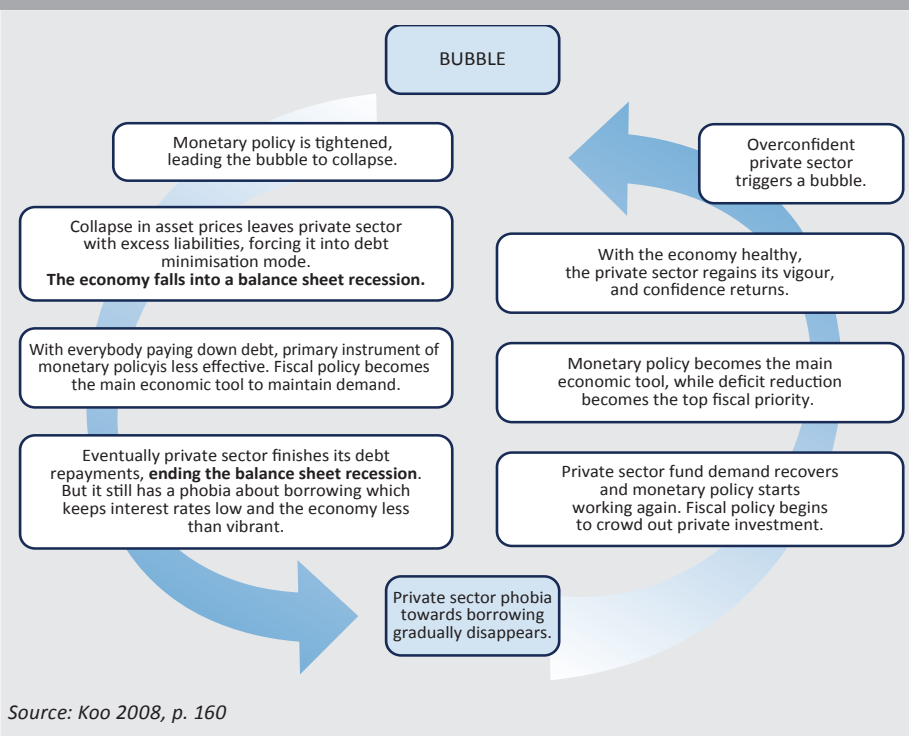 BUBBLE
Monetary policy is tightened,
leading the bubble to collapse.
Collapse in asset prices leaves private sector
with excess liabilities, forcing it into debt
minimisation mode.
The economy falls into a balance sheet recession.
With everybody paying down debt, primary instrument of
monetary policyis less effective. Fiscal policy becomes
the main economic tool to maintain demand.
Eventually private sector finishes its debt
repayments, ending the balance sheet recession.
But it still has a phobia about borrowing which
keeps interest rates low and the economy less
than vibrant.
Private sector phobia
towards borrowing
gradually disappears.
Private sector fund demand recovers
and monetary policy starts
working again. Fiscal policy begins
to crowd out private investment.
Monetary policy becomes the main
economic tool, while deficit reduction
becomes the top fiscal priority.
With the economy healthy,
the private sector regains its vigour,
and confidence returns.
Overconfident
private sector
triggers a bubble.
Source: Koo 2008, p. 160